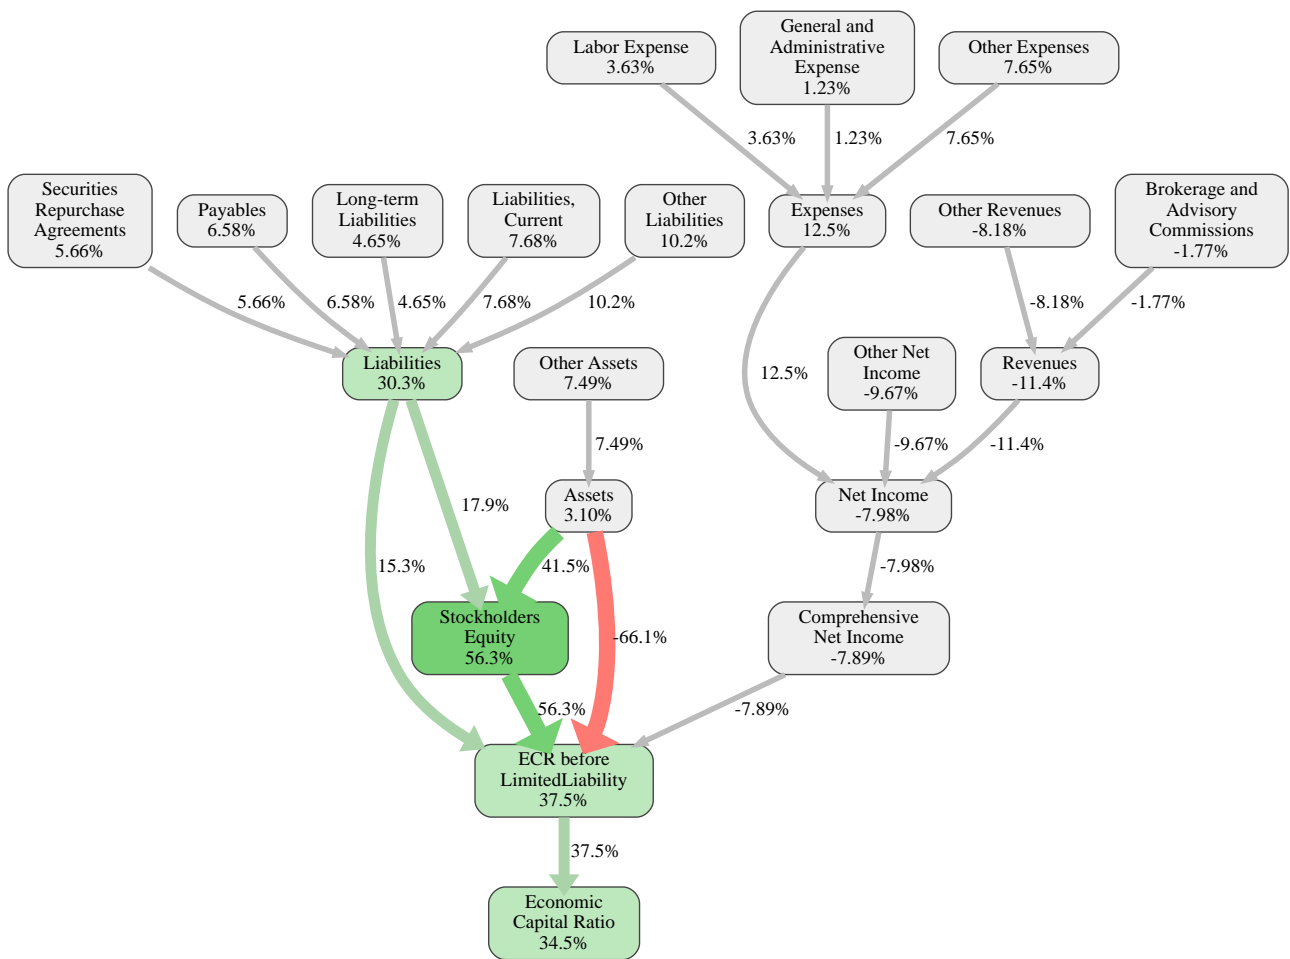 General and
Administrative
Expense
1.23%
Labor Expense
3.63%
Other Expenses
7.65%
3.63%
1.23%
7.65%
Securities
Repurchase
Agreements
5.66%
Payables
6.58%
Long-term
Liabilities
4.65%
Liabilities,
Current
7.68%
Other
Liabilities
10.2%
Expenses
12.5%
Other Revenues
-8.18%
Brokerage and
Advisory
Commissions
-1.77%
5.66%
6.58%
4.65%
7.68%
10.2%
-8.18%
-1.77%
Liabilities
30.3%
Other Assets
7.49%
12.5%
Other Net
Income
-9.67%
Revenues
-11.4%
7.49%
-9.67%
-11.4%
17.9%
Assets
3.10%
Net Income
-7.98%
15.3%
41.5%
-7.98%
Stockholders
Equity
56.3%
-66.1%
Comprehensive
Net Income
-7.89%
56.3%
-7.89%
ECR before
LimitedLiability
37.5%
37.5%
Economic
Capital Ratio
34.5%